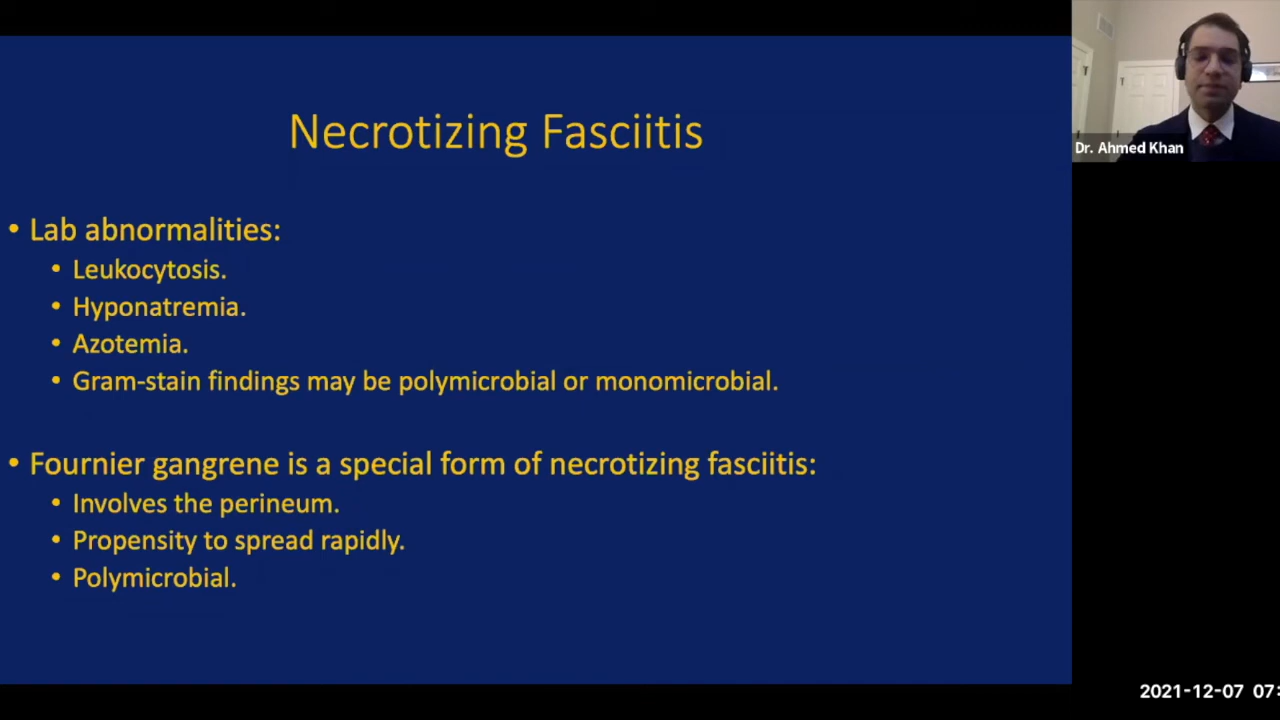 Necrotizing Fasciitis
• Lab abnormalities:
• Leukocytosis.
• Hyponatremia.
• Azotemia.
• Gram-stain findings may be polymicrobial or monomicrobial.
• Fournier gangrene is a special form of necrotizing fasciitis:
• Involves the perineum.
• Propensity to spread rapidly.
• Polymicrobial.
Dr. Ahmed Khan
2021-12-07 07: